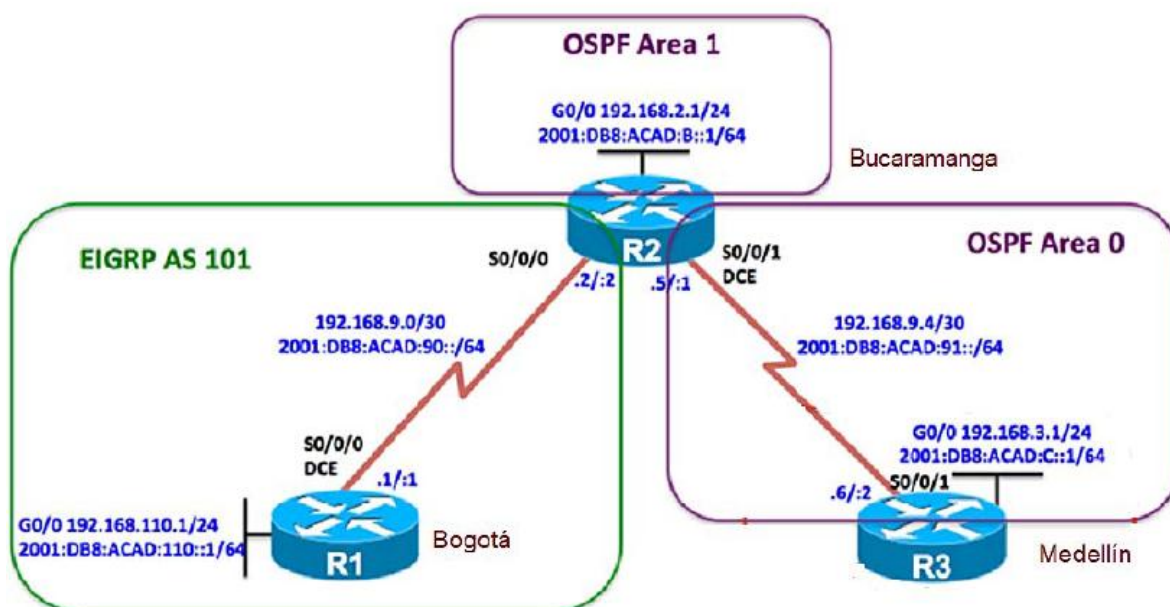 OSPF Area 1
G0/0 192.168.2.1/24
2001:DB8:ACAD:B::1/64
Bucaramanga
EIGRP AS 101
S0/0/0
R2
.2/:2
.5/:1
S0/0/1
DCE
OSPF Area 0
192.168.9.0/30
2001:DB8:ACAD:90::/64
192.168.9.4/30
2001:DB8:ACAD:91::/64
S0/0/0
DCE
.1/:1
G0/0 192.168.3.1/24
2001:DB8:ACAD:C::1/64
.6/:2
S0/0/1
G0/0 192.168.110.1/24
2001:DB8:ACAD:110::1/64
R1
Bogotá
R3
Medellín